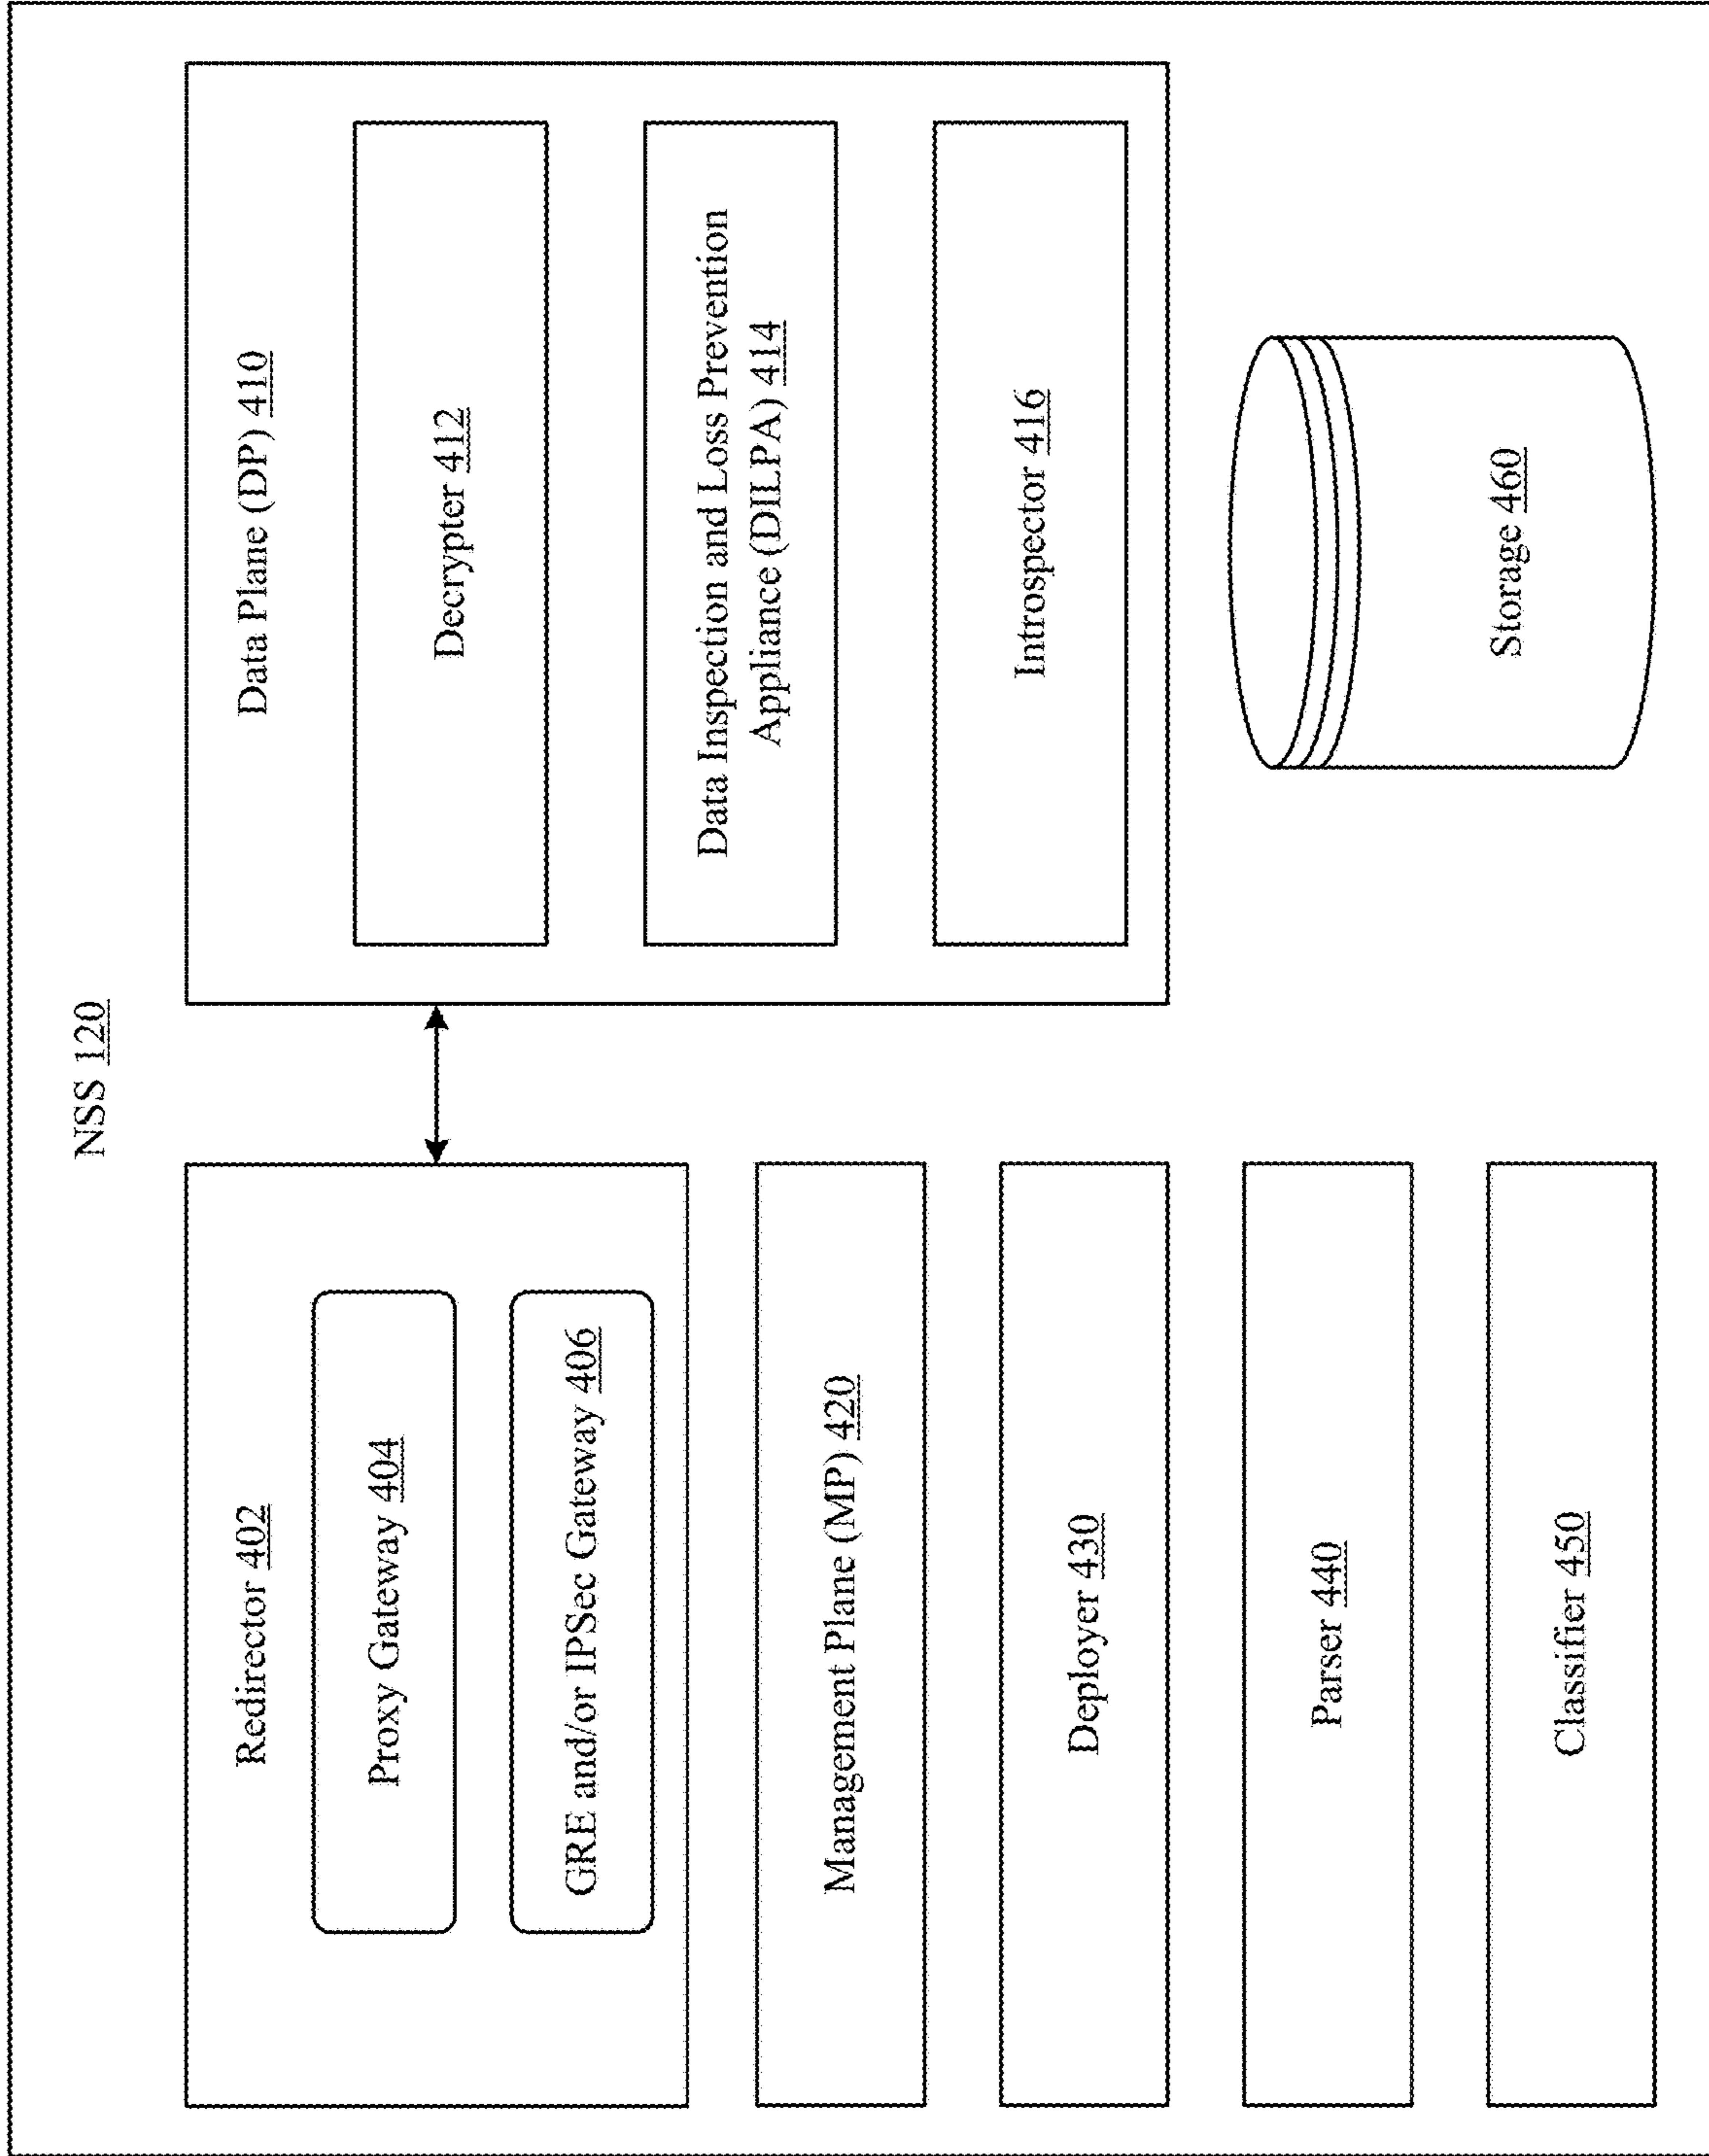 NSS 120
Redirector 402
Proxy Gateway 404
GRE and/or IPSec Gateway 406
Management Plane (MP) 420
Deployer 430
Parser 440
Classifier 450
Data Plane (DP) 410
Decrypter 412
Data Inspection and Loss Prevention
Appliance (DILPA) 414
Introspector 416
Storage 460